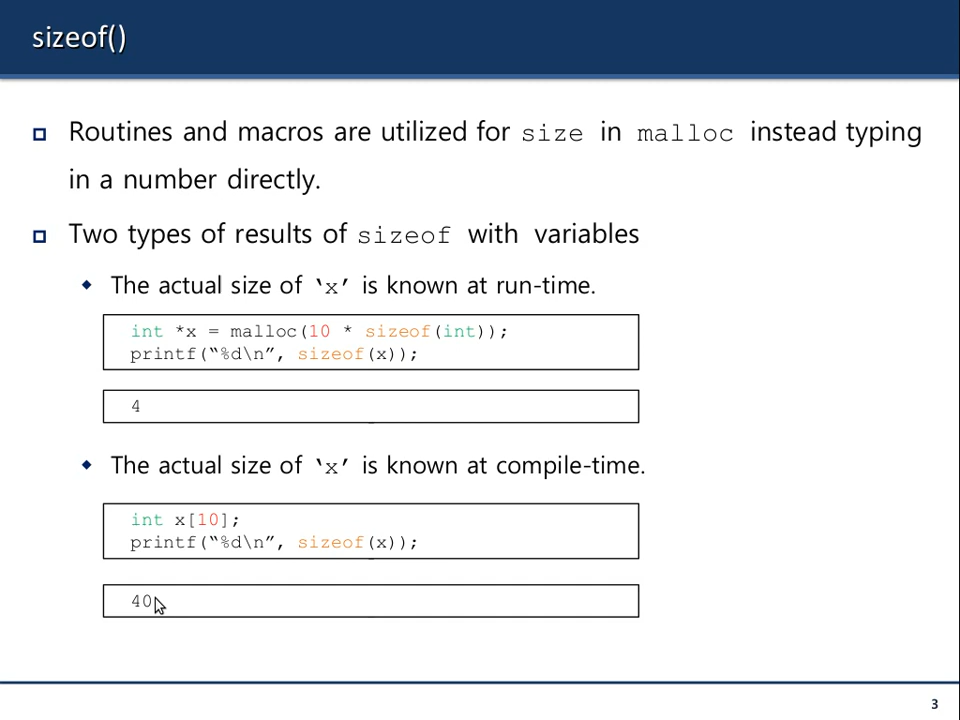 sizeof()
Routines and macros are utilized for size in malloc instead typing
in a number directly.
Two types of results of sizeof with variables
The actual size of ‘x’ is known at run-time.
int *x = malloc(10 * sizeof(int));
printf(“%d\n”, sizeof(x));
4
The actual size of ‘x’ is known at compile-time.
int x[10];
printf(“%d\n”, sizeof(x));
40
3